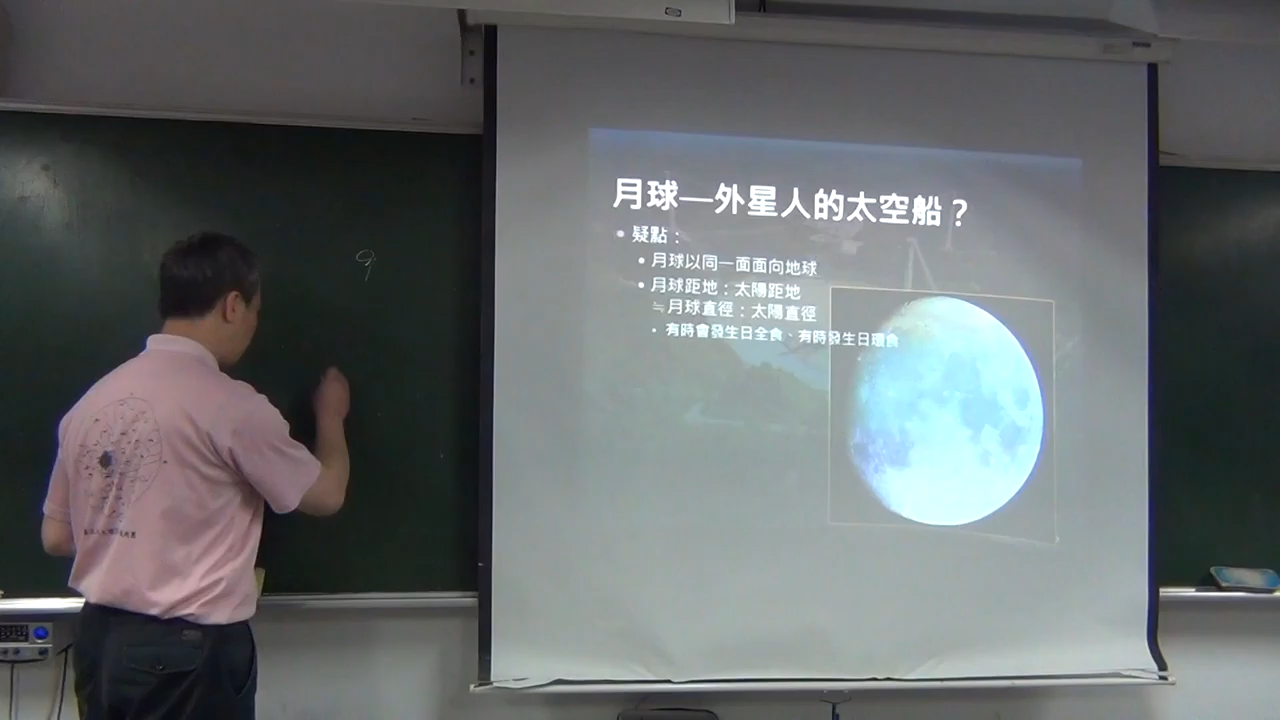 月球—外星人的太空船？
疑點：
月球以同一面面向地球
月球距地：太陽距地
≒月球直徑：太陽直徑
有時會發生日全食、有時發生日環食
9